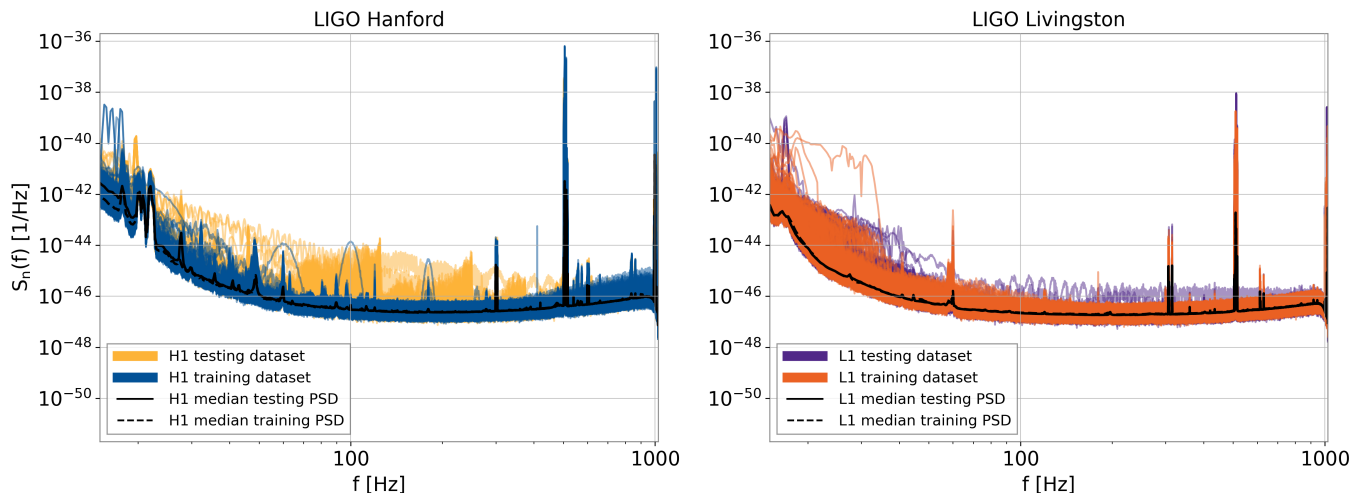 LIGO Hanford
S_n(f) [1/Hz]
10^−36
10^−38
10^−40
10^−42
10^−44
10^−46
10^−48
10^−50
H1 testing dataset
H1 training dataset
H1 median testing PSD
H1 median training PSD
100
1000
f [Hz]
LIGO Livingston
10^−36
10^−38
10^−40
10^−42
10^−44
10^−46
10^−48
10^−50
L1 testing dataset
L1 training dataset
L1 median testing PSD
L1 median training PSD
100
1000
f [Hz]